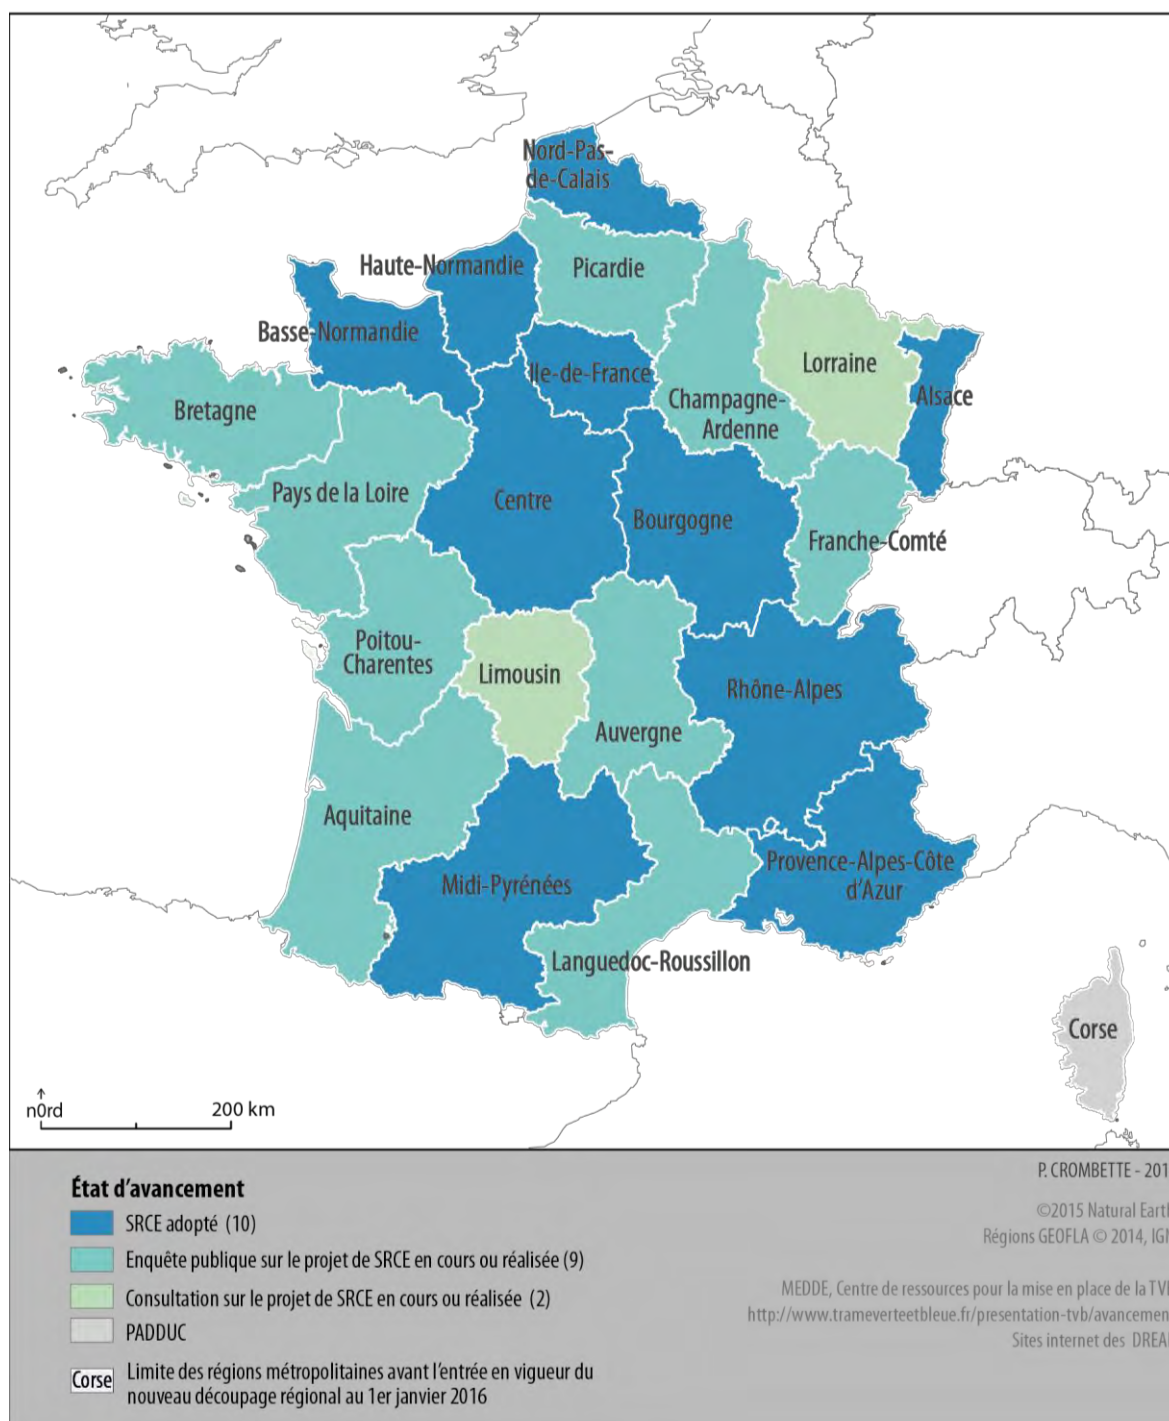 Nord-Pas-
de-Calais
Haute-Normandie
Picardie
Basse-Normandie
Ile-de-France
Lorraine
Champagne-
Ardenne
Alsace
Bretagne
Pays de la Loire
Centre
Bourgogne
Franche-Comté
Poitou-
Charentes
Limousin
Rhône-Alpes
Auvergne
Aquitaine
Midi-Pyrénées
Provence-Alpes-Côte
d'Azur
Languedoc-Roussillon
Corse
n0rd
200 km
État d'avancement
SRCE adopté (10)
Enquête publique sur le projet de SRCE en cours ou réalisée (9)
Consultation sur le projet de SRCE en cours ou réalisée (2)
PADDUC
Corse
Limite des régions métropolitaines avant l'entrée en vigueur du
nouveau découpage régional au 1er janvier 2016
P. CROMBETTE - 201
©2015 Natural Earth
Régions GEOFLA © 2014, IGN
MEDDE, Centre de ressources pour la mise en place de la TVB
http://www.trameverteetbleue.fr/presentation-tvb/avancement
Sites internet des DREAL